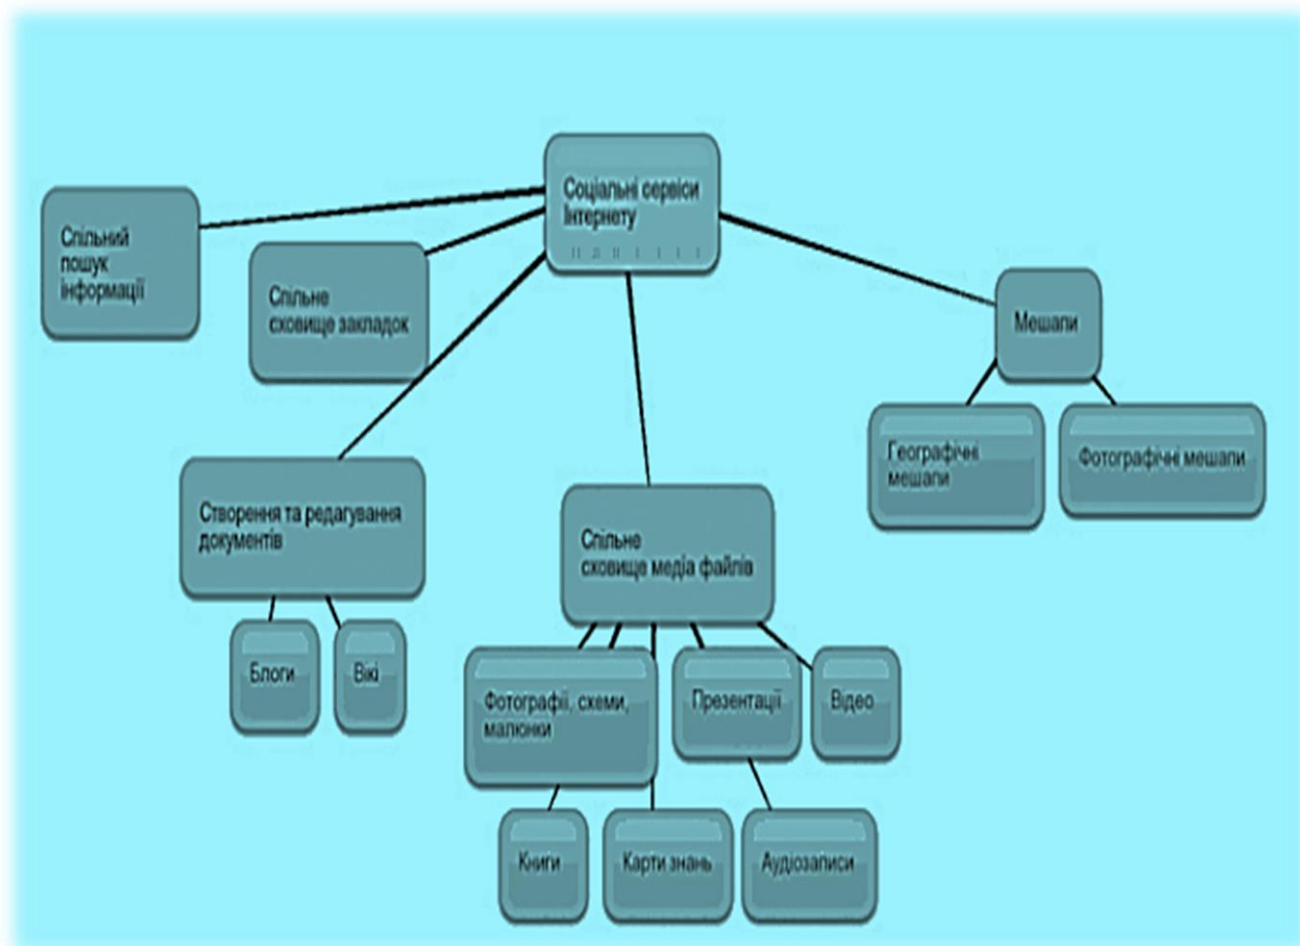 Соціальні сервіси
Інтернету
Спільний
пошук
інформації
Спільне
сховище закладок
Мешапи
Географічні
мешапи
Фотографічні мешапи
Створення та редагування
документів
Спільне
сховище медіа файлів
Блоги
Вікі
Фотографії, схеми,
малюнки
Презентації
Відео
Книги
Карти знань
Аудіозаписи